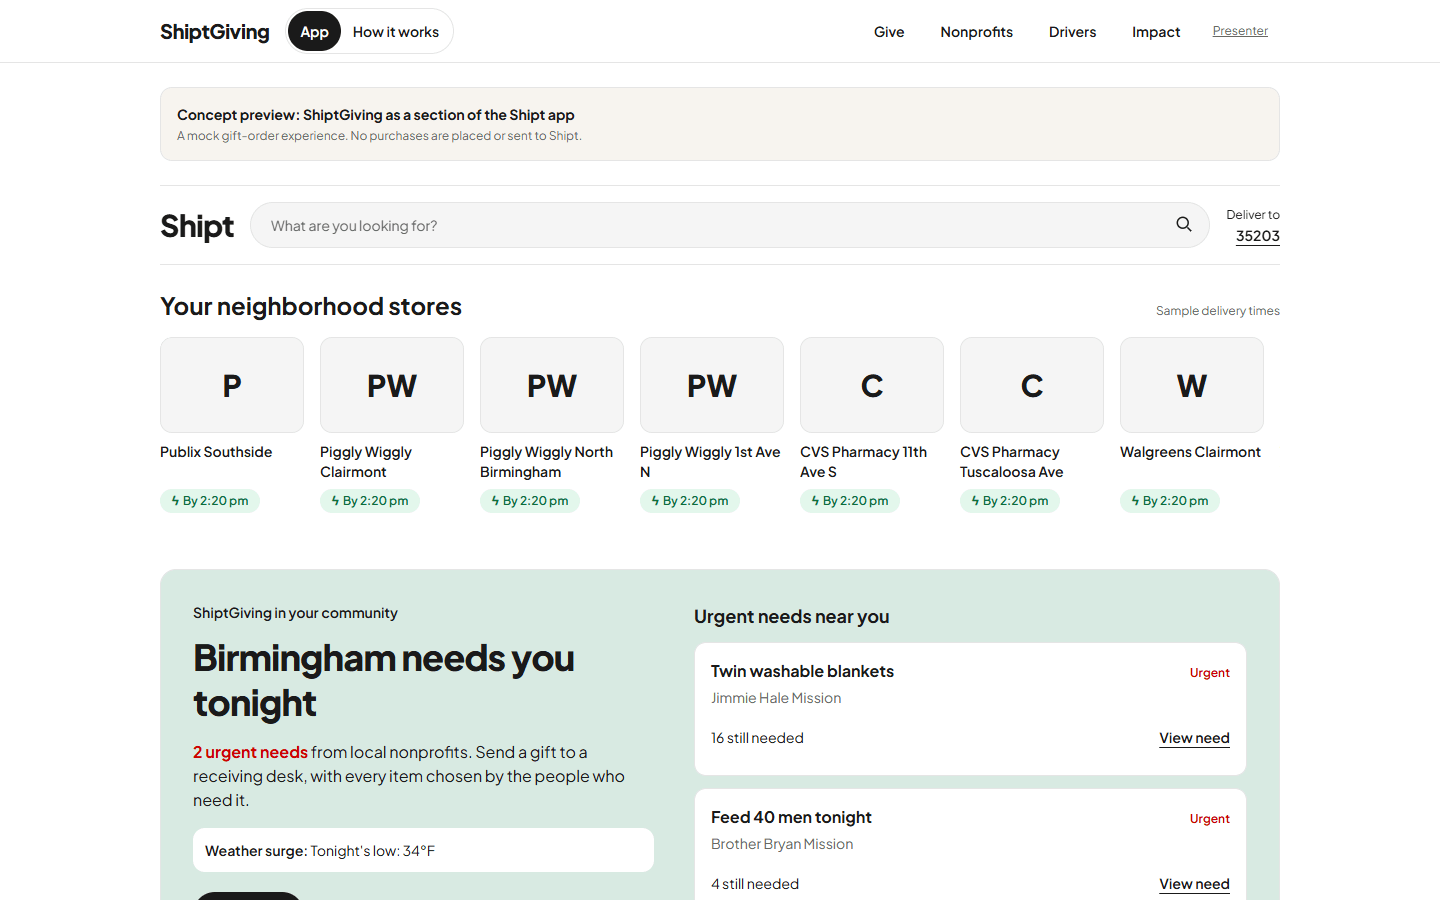 ShiptGiving
App
How it works
Give
Nonprofits
Drivers
Impact
Presenter
Concept preview: ShiptGiving as a section of the Shipt app
A mock gift-order experience. No purchases are placed or sent to Shipt.
Shipt
What are you looking for?
Deliver to
35203
Your neighborhood stores
Sample delivery times
P
PW
PW
PW
C
C
W
Publix Southside
Piggly Wiggly
Clairmont
Piggly Wiggly North
Birmingham
Piggly Wiggly 1st Ave
N
CVS Pharmacy 11th
Ave S
CVS Pharmacy
Tuscaloosa Ave
Walgreens Clairmont
By 2:20 pm
By 2:20 pm
By 2:20 pm
By 2:20 pm
By 2:20 pm
By 2:20 pm
By 2:20 pm
ShiptGiving in your community
Birmingham needs you
tonight
2 urgent needs from local nonprofits. Send a gift to a
receiving desk, with every item chosen by the people who
need it.
Weather surge: Tonight's low: 34°F
Urgent needs near you
Twin washable blankets
Urgent
Jimmie Hale Mission
16 still needed
View need
Feed 40 men tonight
Urgent
Brother Bryan Mission
4 still needed
View need